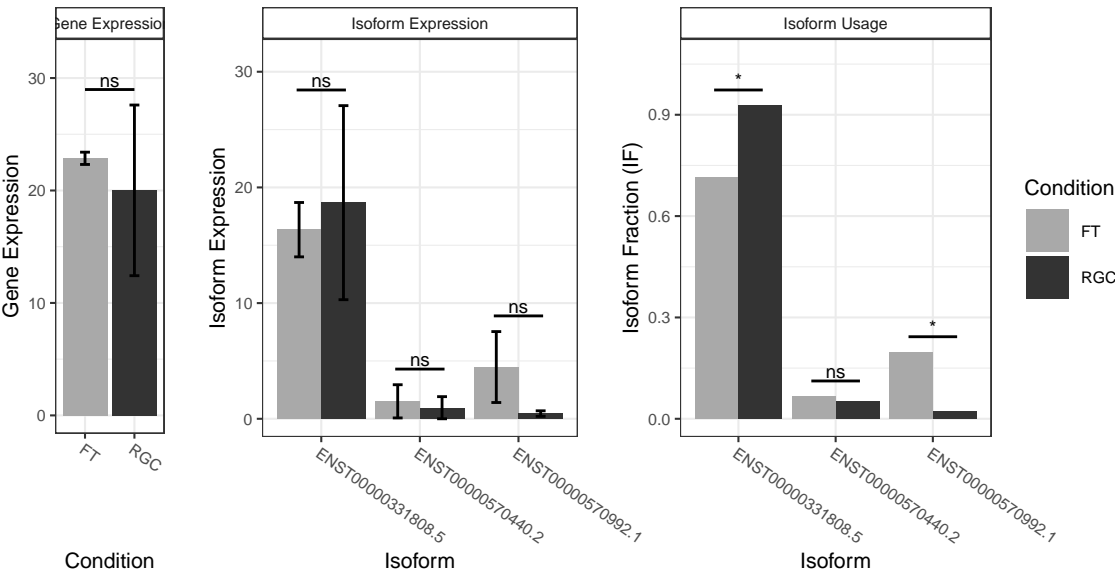 Gene Expression
Isoform Expression
Isoform Usage
Gene Expression
30
20
10
0
ns
FT
RGC
Condition
Isoform Expression
30
20
10
0
ns
ns
ns
ENST00000331808.5
ENST00000570440.2
ENST00000570992.1
Isoform
Isoform Fraction (IF)
0.9
0.6
0.3
0.0
*
ns
*
ENST00000331808.5
ENST00000570440.2
ENST00000570992.1
Isoform
Condition
FT
RGC